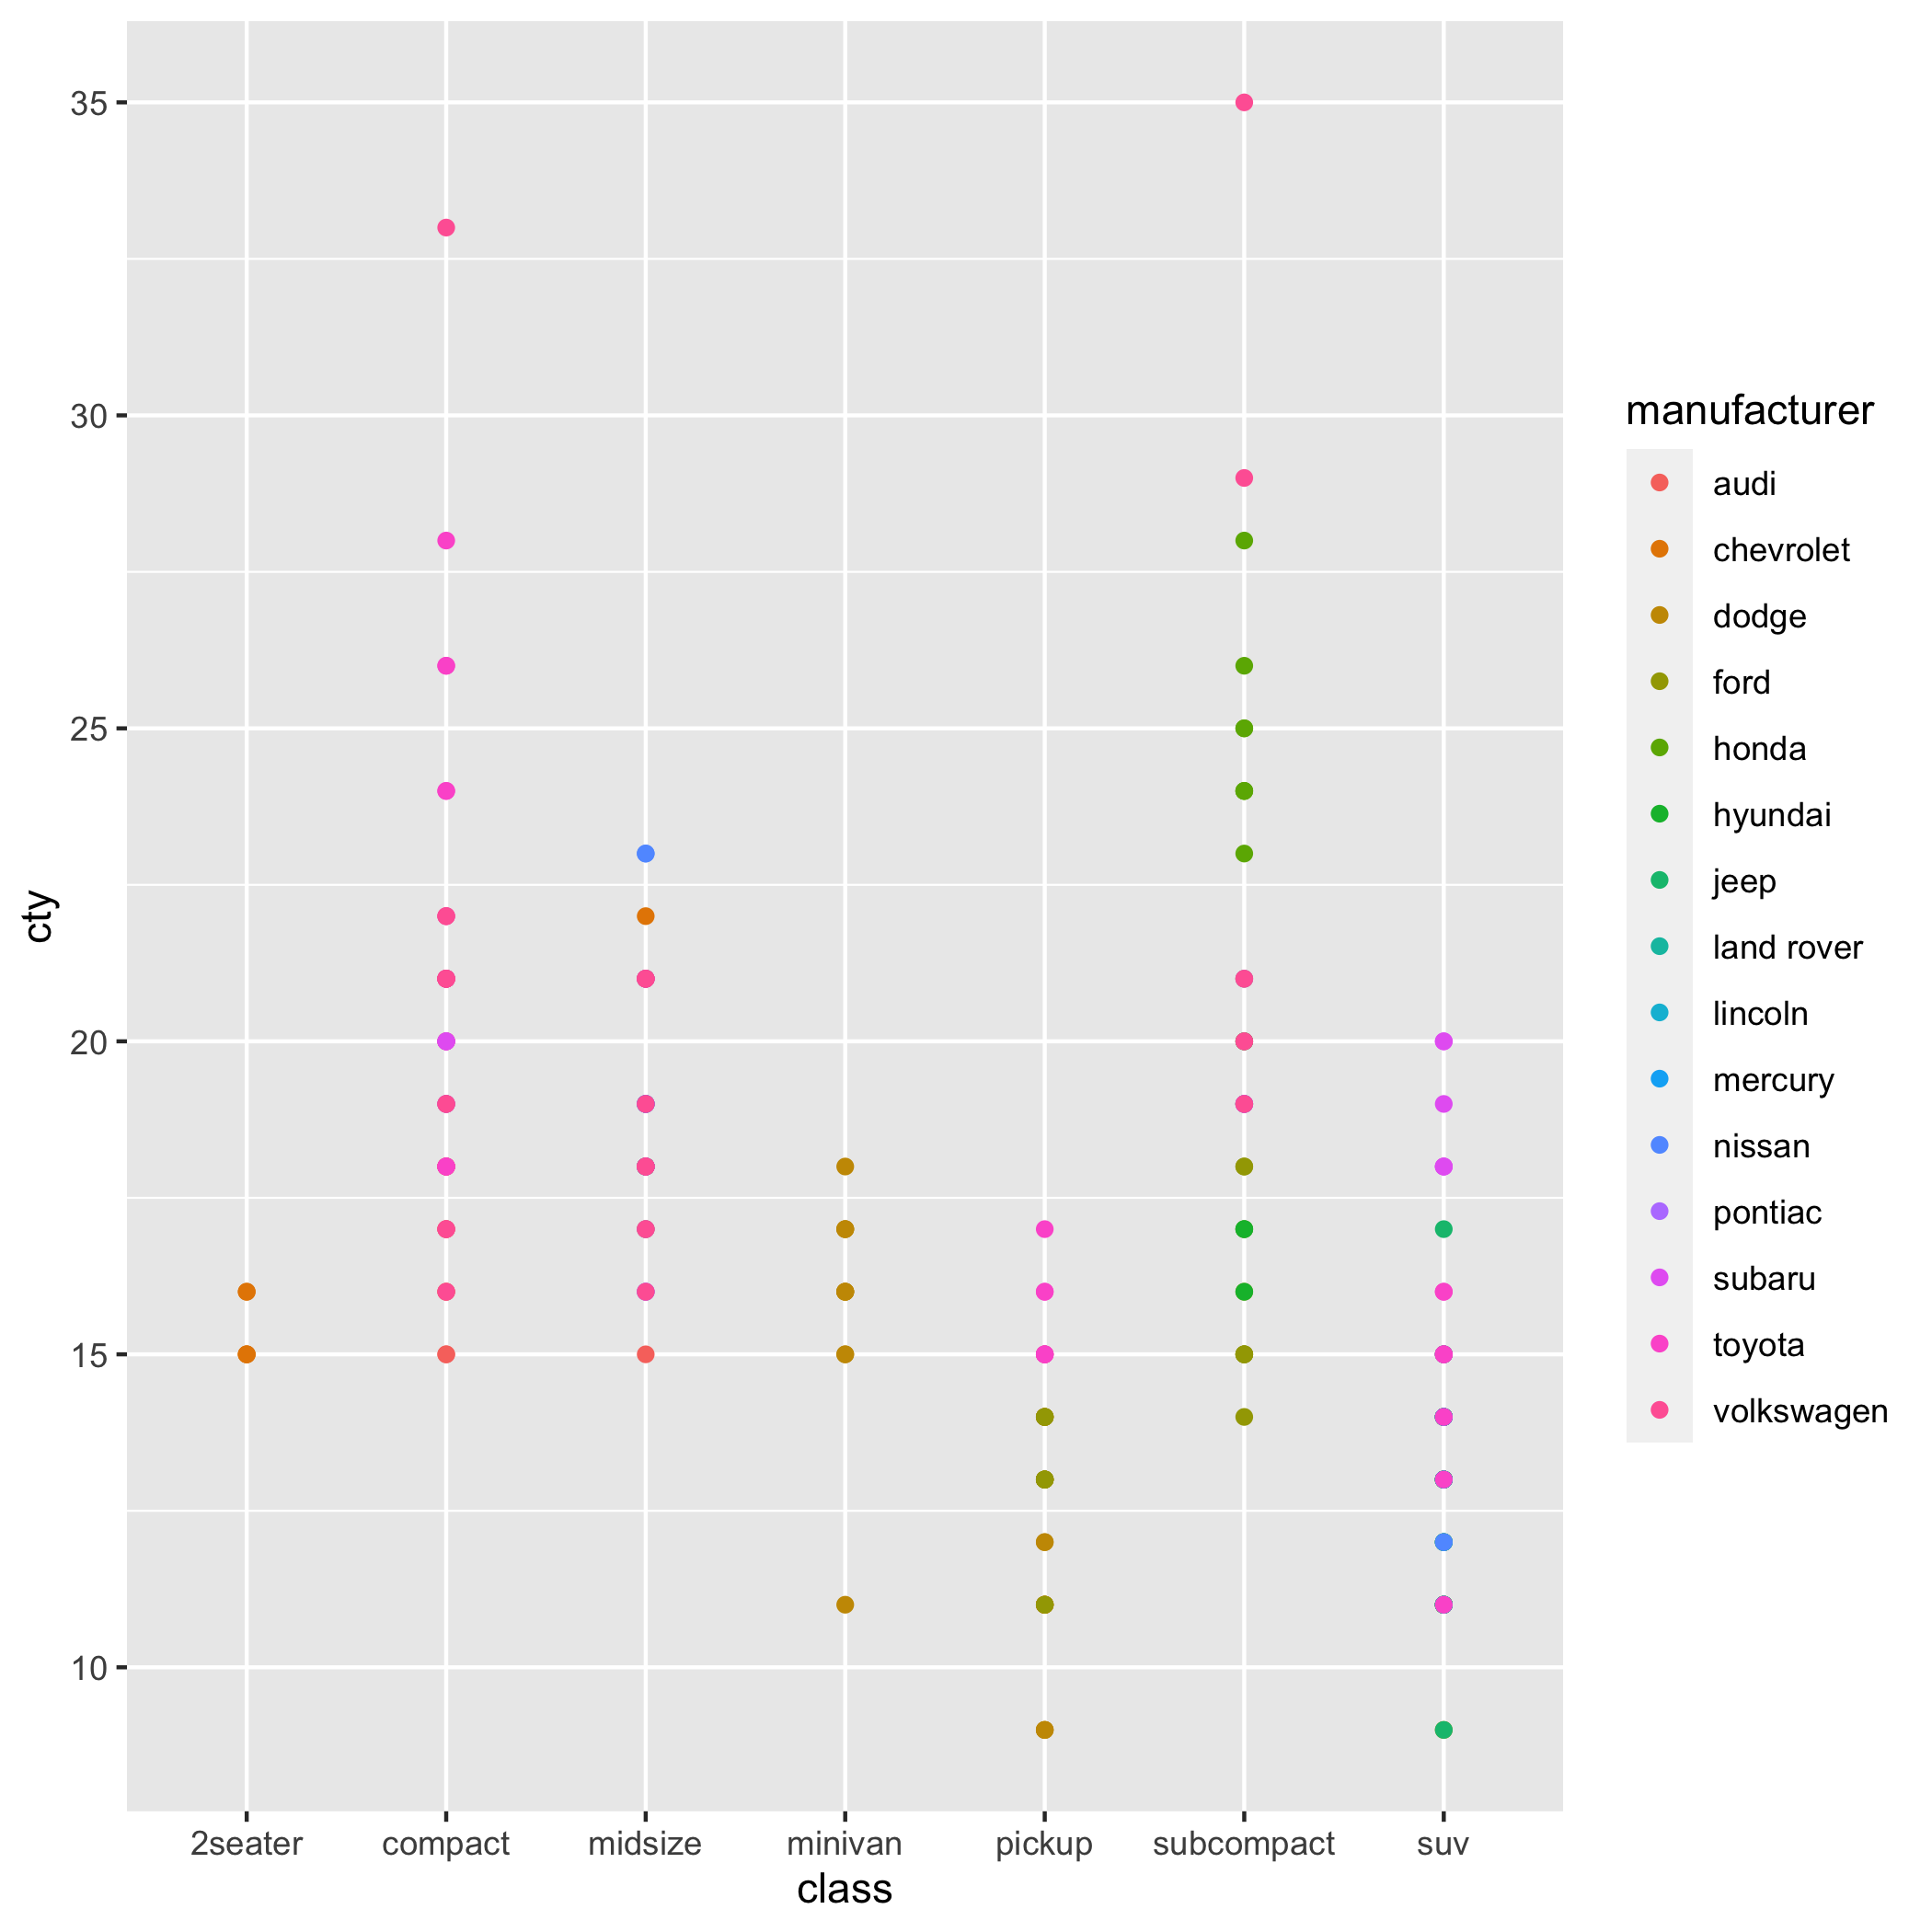 35
30
25
20
15
10
cty
2seater compact midsize minivan pickup subcompact suv
class
manufacturer
audi
chevrolet
dodge
ford
honda
hyundai
jeep
land rover
lincoln
mercury
nissan
pontiac
subaru
toyota
volkswagen